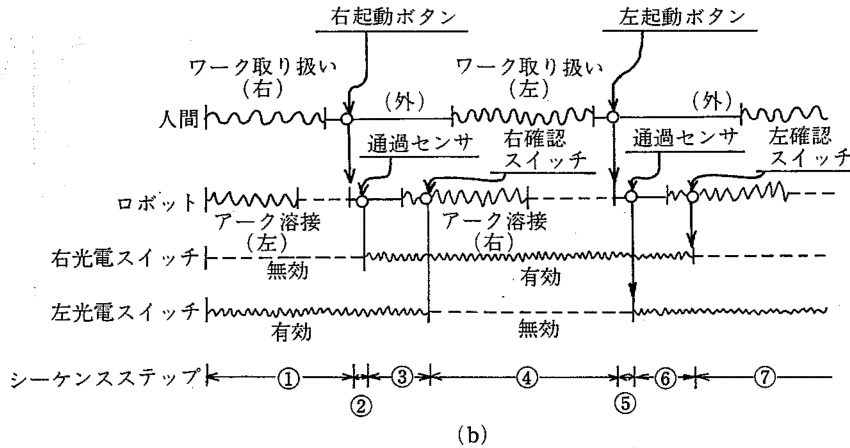 右起動ボタン
左起動ボタン
ワーク取り扱い
(右)
(外)
ワーク取り扱い
(左)
(外)
人間
通過センサ
右確認
スイッチ
通過センサ
左確認
スイッチ
ロボット
アーク溶接
(左)
アーク溶接
(右)
右光電スイッチ
無効
有効
左光電スイッチ
有効
無効
シーケンスステップ
① ② ③ ④ ⑤ ⑥ ⑦
(b)